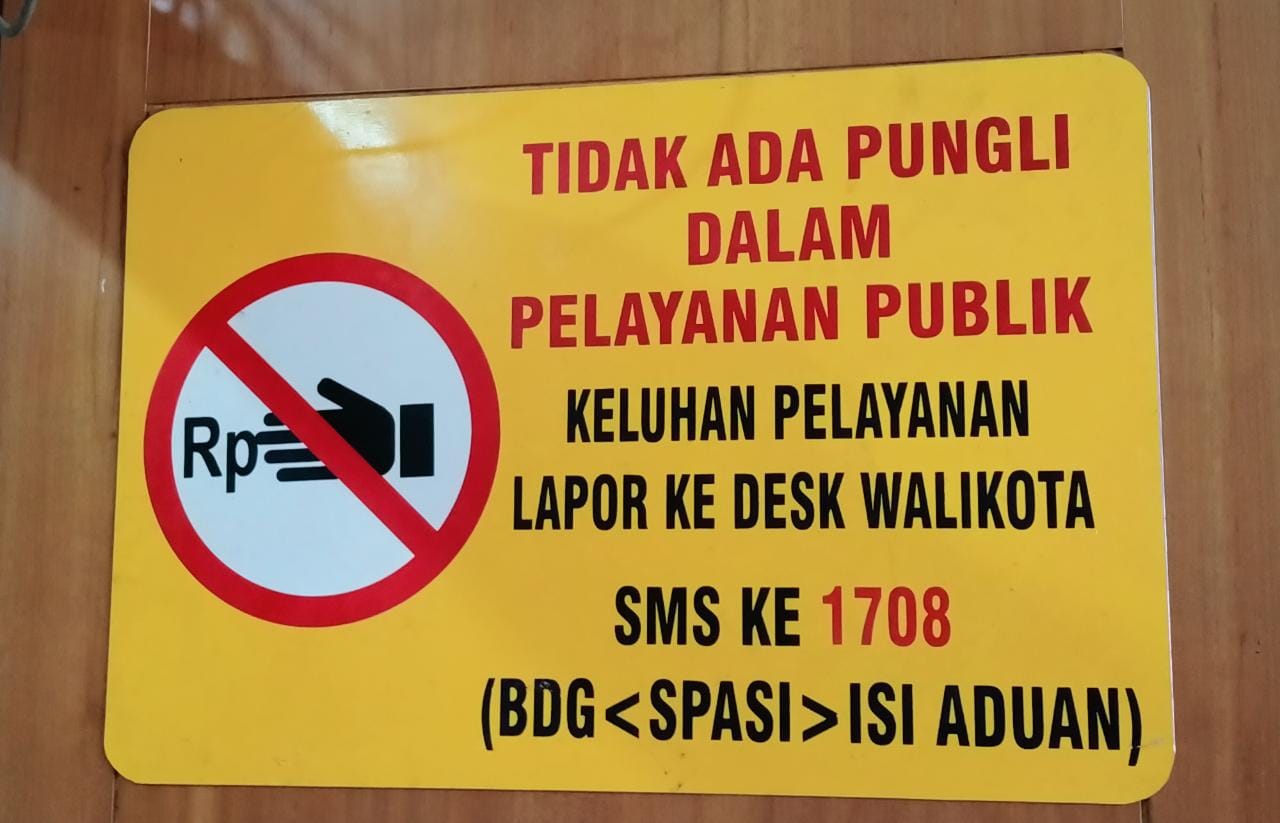 TIDAK ADA PUNGLI
DALAM
PELAYANAN PUBLIK
Rp
KELUHAN PELAYANAN
LAPOR KE DESK WALIKOTA
SMS KE 1708
(BDG<SPASI>ISI ADUAN)